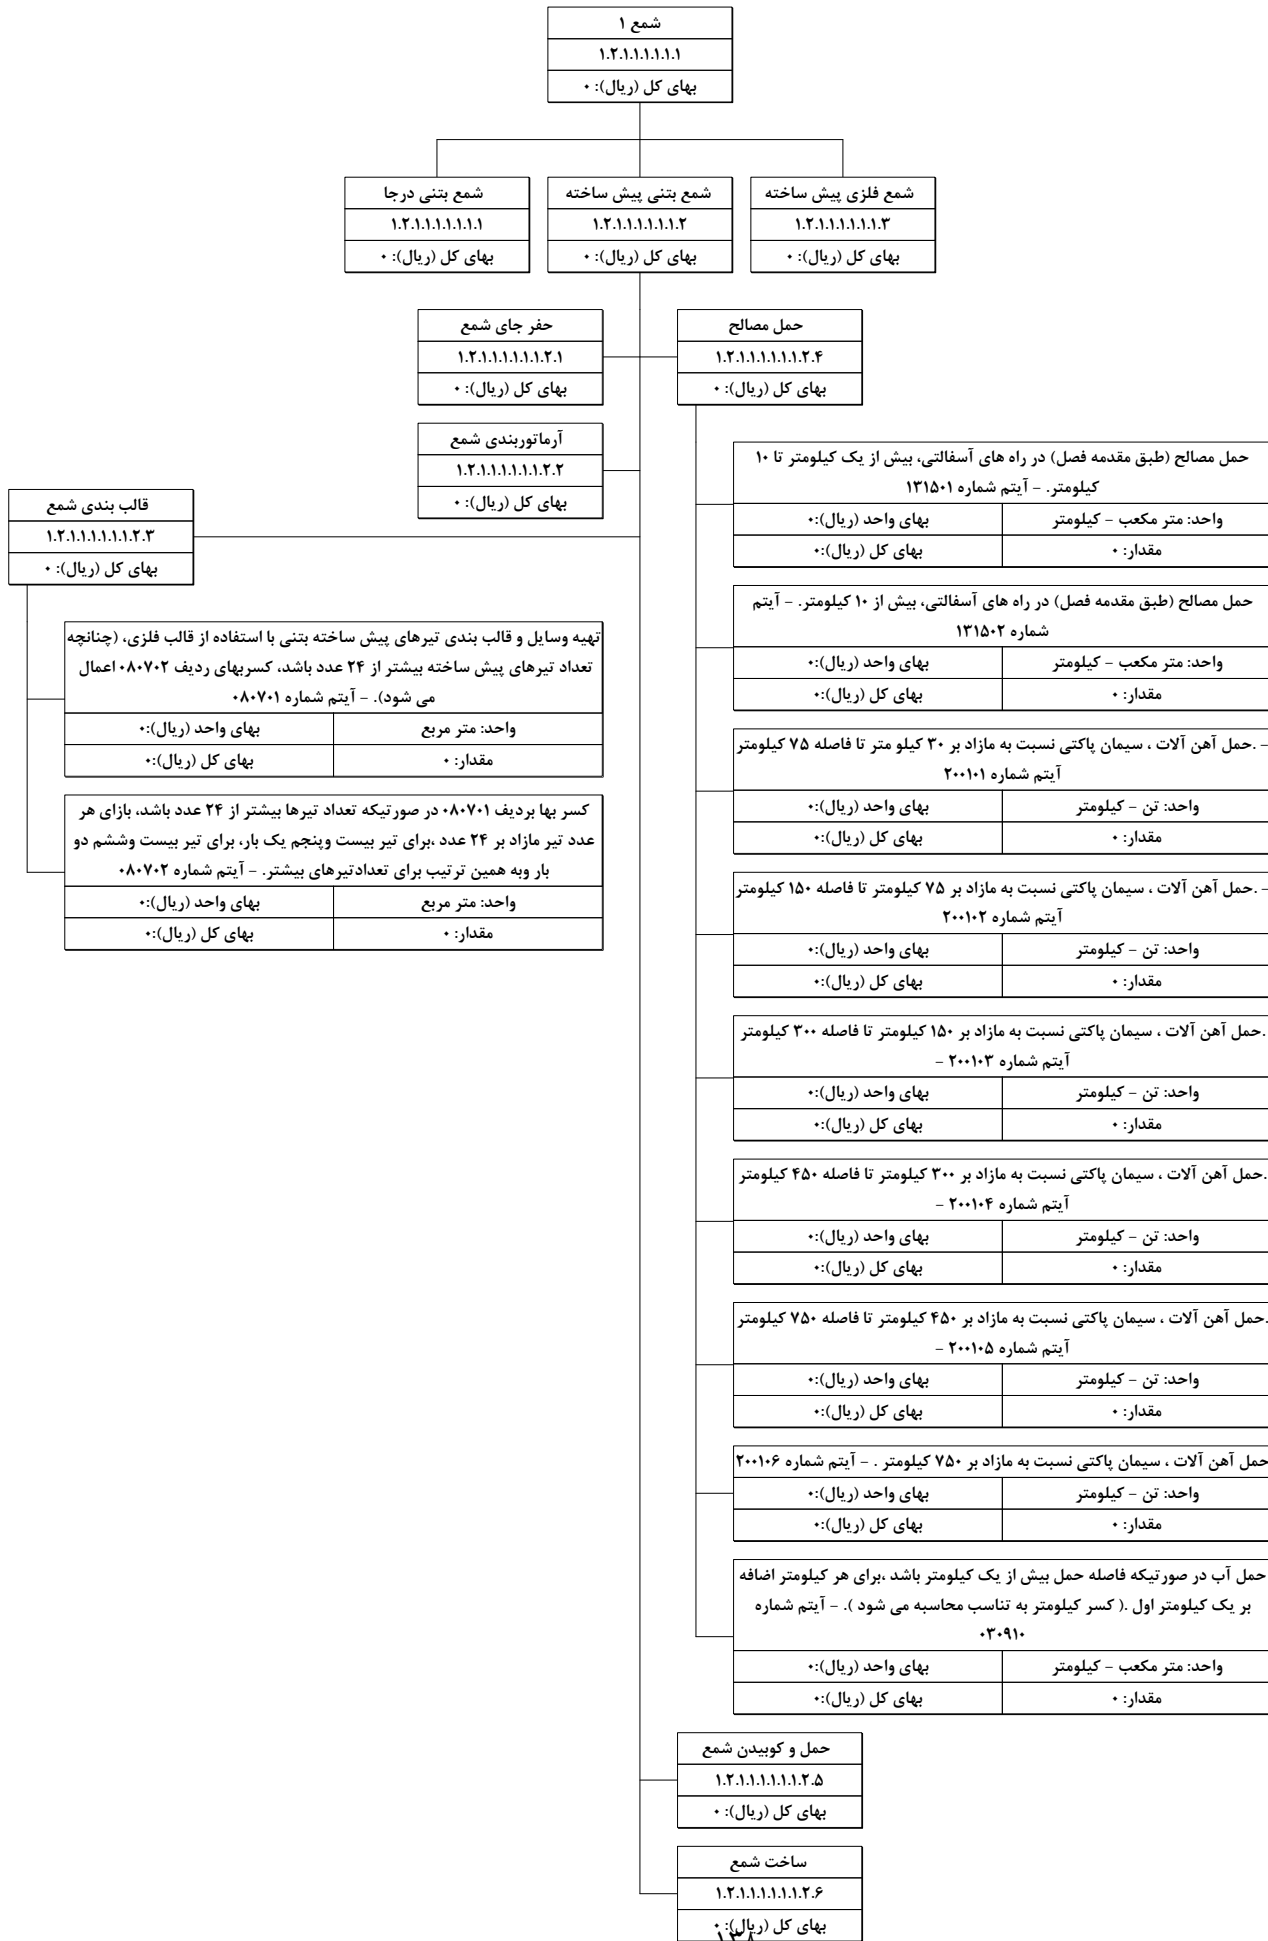 شمع ۱
۱.۲.۱.۱.۱.۱.۱.۱
بهای کل (ریال): ۰
شمع فلزی پیش ساخته
۱.۲.۱.۱.۱.۱.۱.۱.۳
بهای کل (ریال): ۰
شمع بتنی پیش ساخته
۱.۲.۱.۱.۱.۱.۱.۱.۲
بهای کل (ریال): ۰
شمع بتنی درجا
۱.۲.۱.۱.۱.۱.۱.۱.۱
بهای کل (ریال): ۰
حفر جای شمع
۱.۲.۱.۱.۱.۱.۱.۱.۲.۱
بهای کل (ریال): ۰
آرماتوربندی شمع
۱.۲.۱.۱.۱.۱.۱.۱.۲.۲
بهای کل (ریال): ۰
قالب بندی شمع
۱.۲.۱.۱.۱.۱.۱.۱.۲.۳
بهای کل (ریال): ۰
تهیه وسایل و قالب بندی تیرهای پیش ساخته بتنی با استفاده از قالب فلزی، (چنانچه
تعداد تیرهای پیش ساخته بیشتر از ۲۴ عدد باشد، کسربهای ردیف ۰۸۰۷۰۲ اعمال
می شود). - آیتم شماره ۰۸۰۷۰۱
واحد: متر مربع
بهای واحد (ریال):۰
مقدار: ۰
بهای کل (ریال):۰
کسر بها بردیف ۰۸۰۷۰۱ در صورتیکه تعداد تیرها بیشتر از ۲۴ عدد باشد، بازای هر
عدد تیر مازاد بر ۲۴ عدد ،برای تیر بیست وپنجم یک بار، برای تیر بیست وششم دو
بار وبه همین ترتیب برای تعدادتیرهای بیشتر. - آیتم شماره ۰۸۰۷۰۲
واحد: متر مربع
بهای واحد (ریال):۰
مقدار: ۰
بهای کل (ریال):۰
حمل مصالح
۱.۲.۱.۱.۱.۱.۱.۱.۲.۴
بهای کل (ریال): ۰
حمل مصالح (طبق مقدمه فصل) در راه های آسفالتی، بیش از یک کیلومتر تا ۱۰
کیلومتر. - آیتم شماره ۱۳۱۵۰۱
واحد: متر مکعب - کیلومتر
بهای واحد (ریال):۰
مقدار: ۰
بهای کل (ریال):۰
حمل مصالح (طبق مقدمه فصل) در راه های آسفالتی، بیش از ۱۰ کیلومتر. - آیتم
شماره ۱۳۱۵۰۲
واحد: متر مکعب - کیلومتر
بهای واحد (ریال):۰
مقدار: ۰
بهای کل (ریال):۰
- .حمل آهن آلات ، سیمان پاکتی نسبت به مازاد بر ۳۰ کیلو متر تا فاصله ۷۵ کیلومتر
آیتم شماره ۲۰۰۱۰۱
واحد: تن - کیلومتر
بهای واحد (ریال):۰
مقدار: ۰
بهای کل (ریال):۰
- .حمل آهن آلات ، سیمان پاکتی نسبت به مازاد بر ۷۵ کیلومتر تا فاصله ۱۵۰ کیلومتر
آیتم شماره ۲۰۰۱۰۲
واحد: تن - کیلومتر
بهای واحد (ریال):۰
مقدار: ۰
بهای کل (ریال):۰
.حمل آهن آلات ، سیمان پاکتی نسبت به مازاد بر ۱۵۰ کیلومتر تا فاصله ۳۰۰ کیلومتر
آیتم شماره ۲۰۰۱۰۳ -
واحد: تن - کیلومتر
بهای واحد (ریال):۰
مقدار: ۰
بهای کل (ریال):۰
.حمل آهن آلات ، سیمان پاکتی نسبت به مازاد بر ۳۰۰ کیلومتر تا فاصله ۴۵۰ کیلومتر
آیتم شماره ۲۰۰۱۰۴ -
واحد: تن - کیلومتر
بهای واحد (ریال):۰
مقدار: ۰
بهای کل (ریال):۰
.حمل آهن آلات ، سیمان پاکتی نسبت به مازاد بر ۴۵۰ کیلومتر تا فاصله ۷۵۰ کیلومتر
آیتم شماره ۲۰۰۱۰۵ -
واحد: تن - کیلومتر
بهای واحد (ریال):۰
مقدار: ۰
بهای کل (ریال):۰
حمل آهن آلات ، سیمان پاکتی نسبت به مازاد بر ۷۵۰ کیلومتر . - آیتم شماره ۲۰۰۱۰۶
واحد: تن - کیلومتر
بهای واحد (ریال):۰
مقدار: ۰
بهای کل (ریال):۰
حمل آب در صورتیکه فاصله حمل بیش از یک کیلومتر باشد ،برای هر کیلومتر اضافه
بر یک کیلومتر اول .( کسر کیلومتر به تناسب محاسبه می شود ). - آیتم شماره
۰۳۰۹۱۰
واحد: متر مکعب - کیلومتر
بهای واحد (ریال):۰
مقدار: ۰
بهای کل (ریال):۰
حمل و کوبیدن شمع
۱.۲.۱.۱.۱.۱.۱.۱.۲.۵
بهای کل (ریال): ۰
ساخت شمع
۱.۲.۱.۱.۱.۱.۱.۱.۲.۶
بهای کل (ریال): ۰
۱۳۸